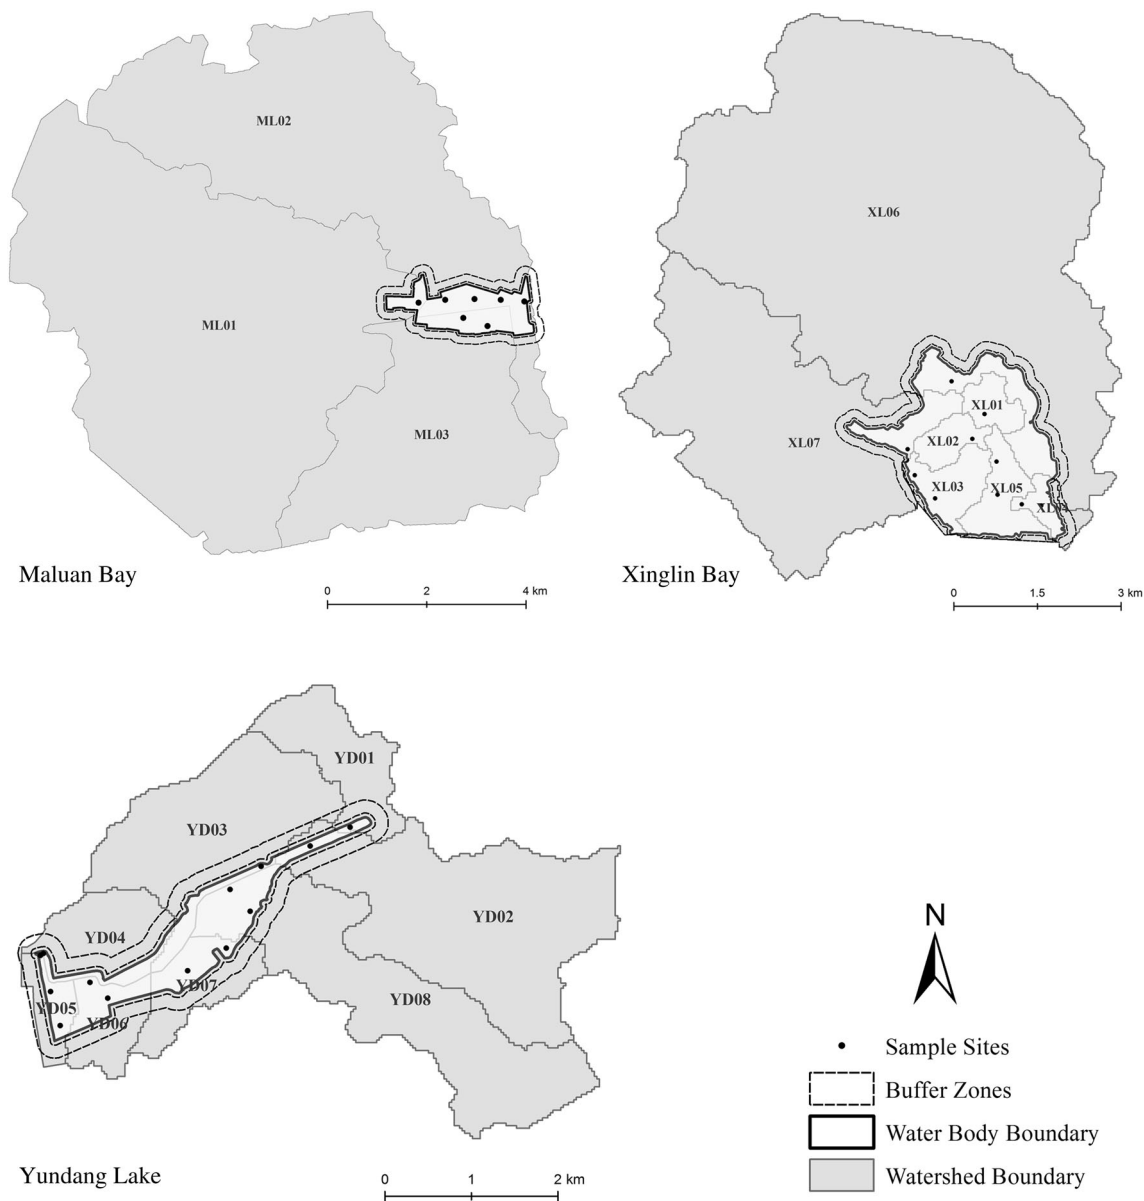 ML02
ML01
ML03
Maluan Bay
0 2 4 km
XL06
XL01
XL07
XL02
XL03
XL05
XL04
Xinglin Bay
0 1.5 3 km
YD01
YD03
YD02
YD04
YD07
YD08
YD05
YD06
Yundang Lake
0 1 2 km
N
Sample Sites
Buffer Zones
Water Body Boundary
Watershed Boundary